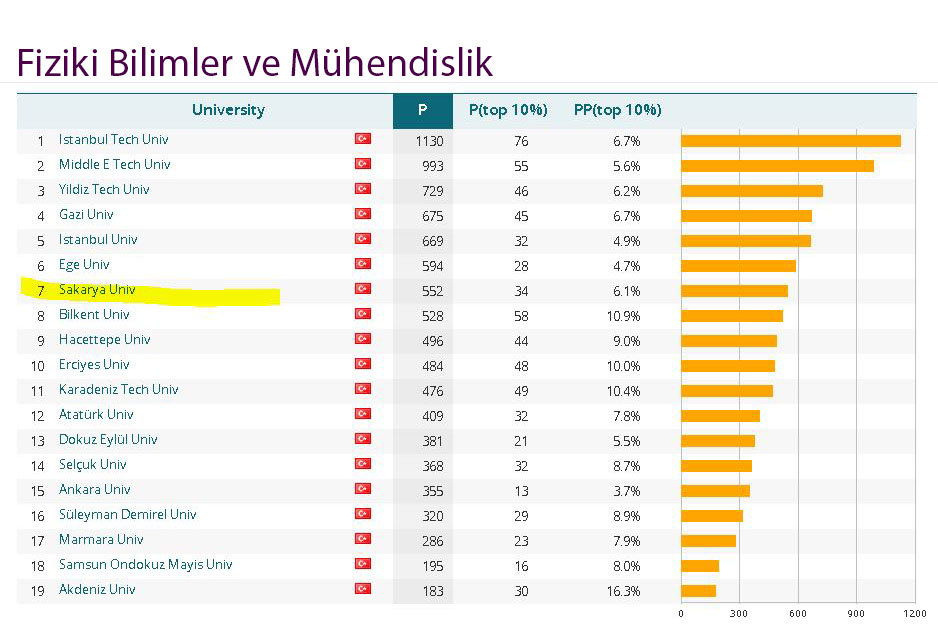 Fiziki Bilimler ve Mühendislik
University P P(top 10%) PP(top 10%)
1 Istanbul Tech Univ 1130 76 6.7%
2 Middle E Tech Univ 993 55 5.6%
3 Yildiz Tech Univ 729 46 6.2%
4 Gazi Univ 675 45 6.7%
5 Istanbul Univ 669 32 4.9%
6 Ege Univ 594 28 4.7%
7 Sakarya Univ 552 34 6.1%
8 Bilkent Univ 528 58 10.9%
9 Hacettepe Univ 496 44 9.0%
10 Erciyes Univ 484 48 10.0%
11 Karadeniz Tech Univ 476 49 10.4%
12 Atatürk Univ 409 32 7.8%
13 Dokuz Eylül Univ 381 21 5.5%
14 Selçuk Univ 368 32 8.7%
15 Ankara Univ 355 13 3.7%
16 Süleyman Demirel Univ 320 29 8.9%
17 Marmara Univ 286 23 7.9%
18 Samsun Ondokuz Mayis Univ 195 16 8.0%
19 Akdeniz Univ 183 30 16.3%
0 300 600 900 1200